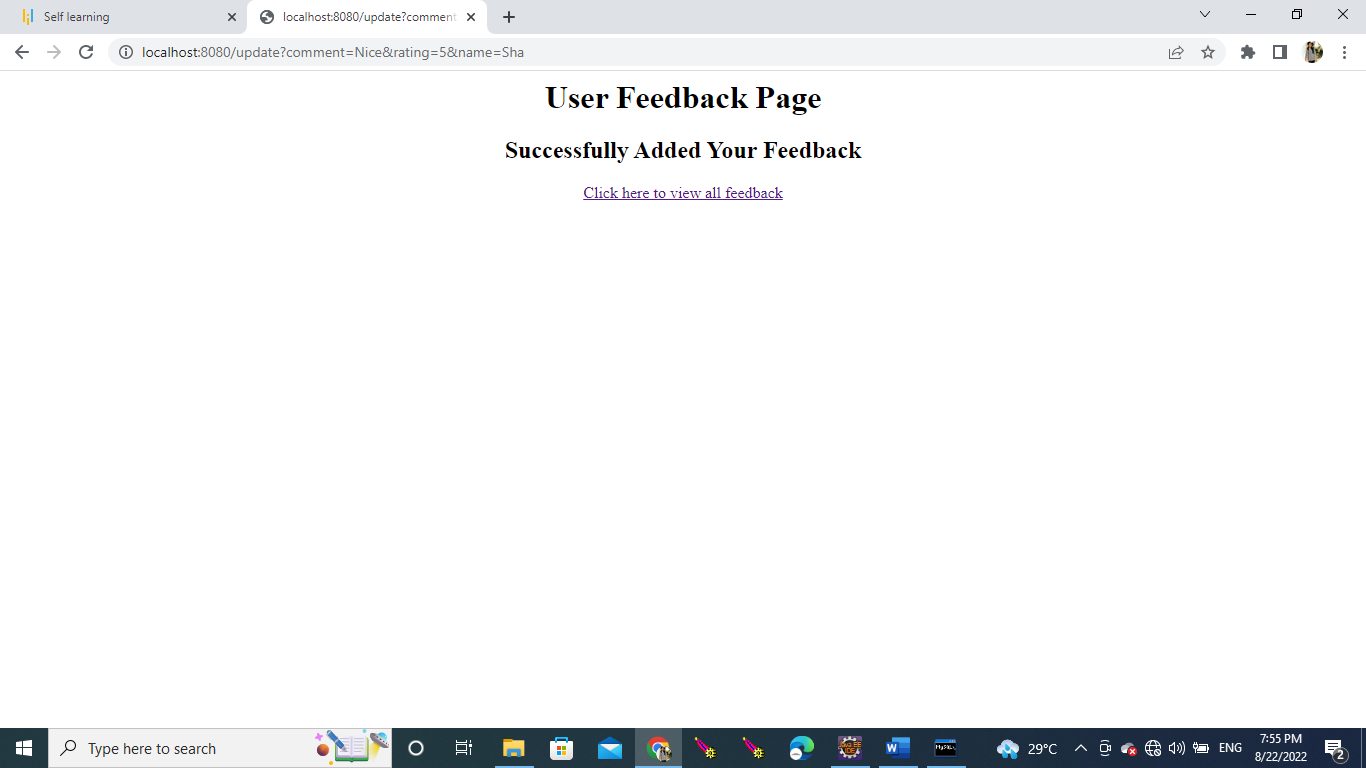 Self learning
localhost:8080/update?comment
localhost:8080/update?comment=Nice&rating=5&name=Sha
User Feedback Page
Successfully Added Your Feedback
Click here to view all feedback
Type here to search
29°C
ENG
7:55 PM
8/22/2022
2